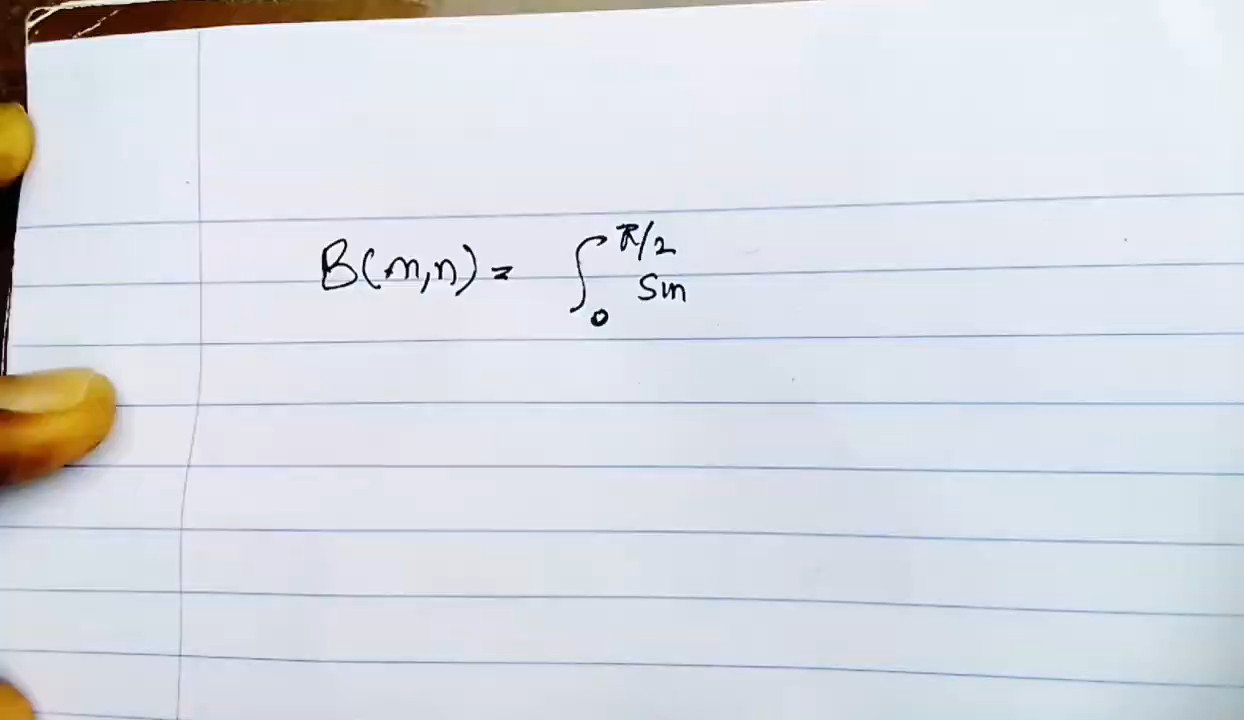 B(m,n) = ∫₀^π/2 Sin